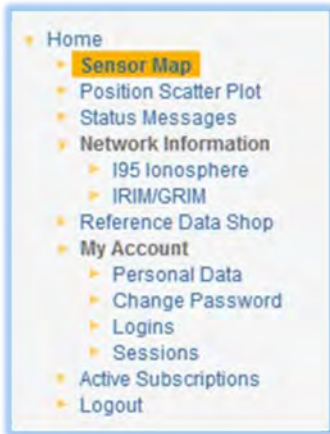 Home
Sensor Map
Position Scatter Plot
Status Messages
Network Information
I95 Ionosphere
IRIM/GRIM
Reference Data Shop
My Account
Personal Data
Change Password
Logins
Sessions
Active Subscriptions
Logout